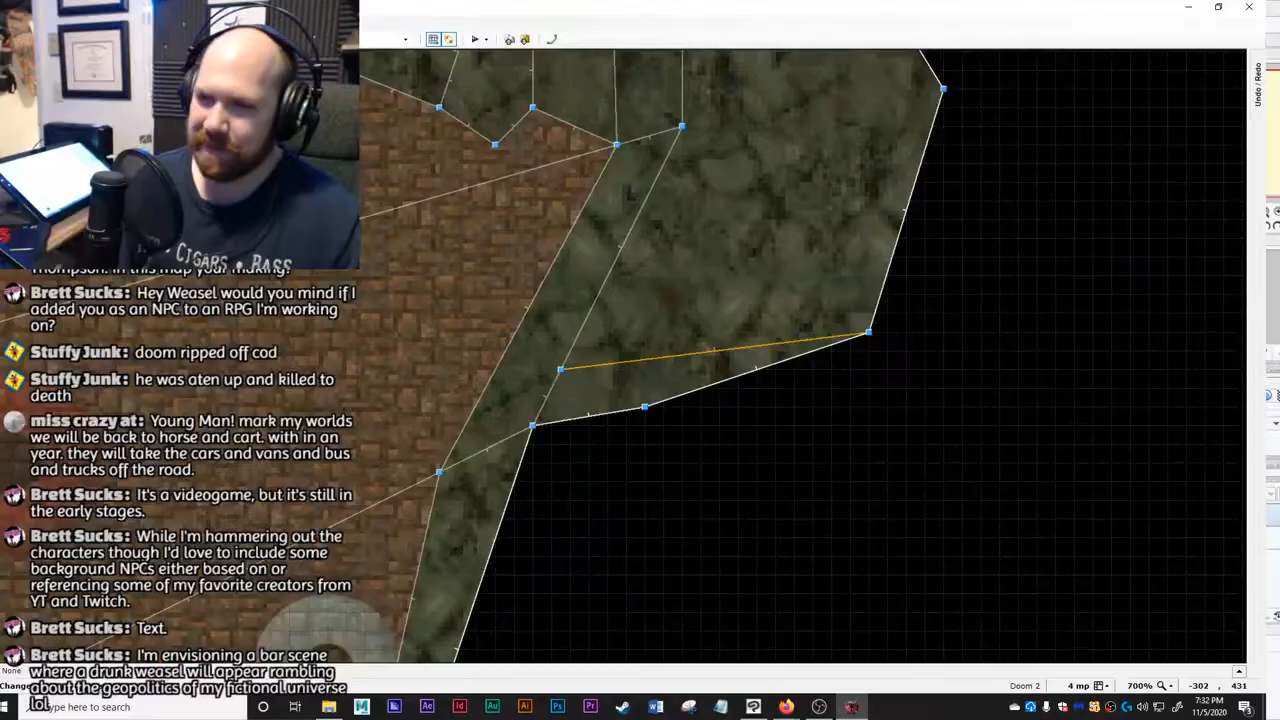 CIGARS • BASS
Thompson. In this map your making?
Brett Sucks: Hey Weasel would you mind if I
added you as an NPC to an RPG I'm working
on?
Stuffy Junk: doom ripped off cod
Stuffy Junk: he was aten up and killed to
death
miss crazy at: Young Man! mark my worlds
we will be back to horse and cart. with in an
year. they will take the cars and vans and bus
and trucks off the road.
Brett Sucks: It's a videogame, but it's still in
the early stages.
Brett Sucks: While I'm hammering out the
characters though I'd love to include some
background NPCs either based on or
referencing some of my favorite creators from
YT and Twitch.
Brett Sucks: Text.
Brett Sucks: I'm envisioning a bar scene
where a drunk weasel will appear rambling
about the geopolitics of my fictional universe
lol.
Undo / Redo
None
Doom 2
4 mp
700%
-302 , 431
Type here to search
7:32 PM
11/5/2020